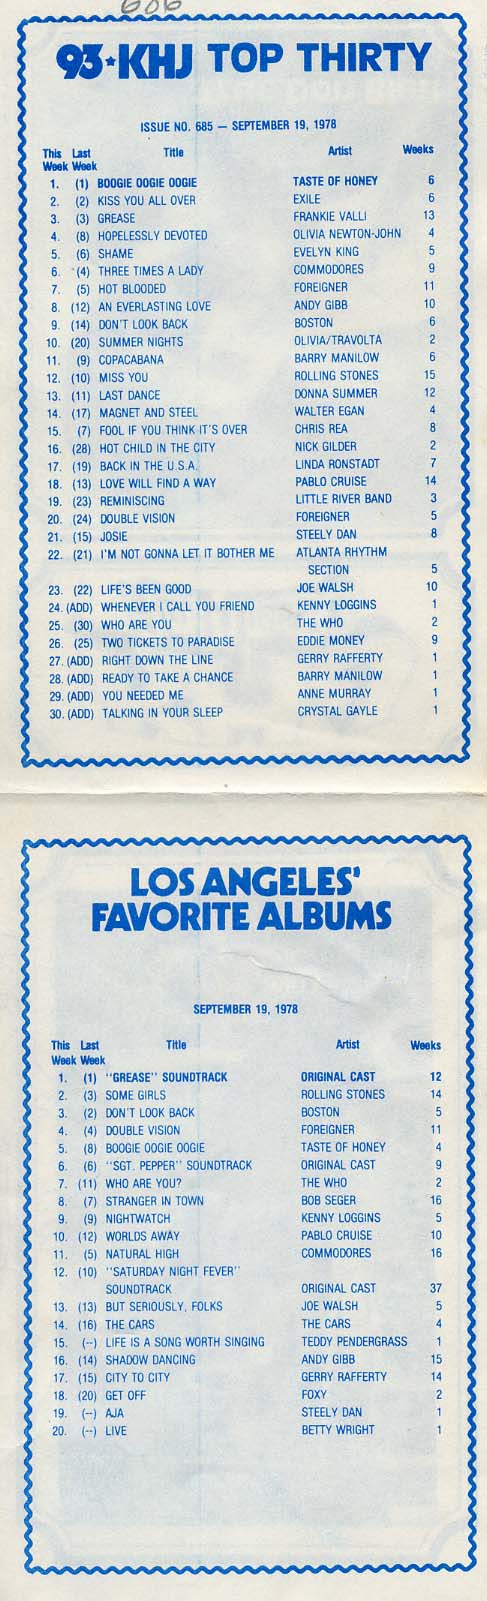 606
93★KHJ TOP THIRTY
ISSUE NO. 685 — SEPTEMBER 19, 1978
This Last Title Artist Weeks
Week Week
1. (1) BOOGIE OOGIE OOGIE TASTE OF HONEY 6
2. (2) KISS YOU ALL OVER EXILE 6
3. (3) GREASE FRANKIE VALLI 13
4. (8) HOPELESSLY DEVOTED OLIVIA NEWTON-JOHN 4
5. (6) SHAME EVELYN KING 5
6. (4) THREE TIMES A LADY COMMODORES 9
7. (5) HOT BLOODED FOREIGNER 11
8. (12) AN EVERLASTING LOVE ANDY GIBB 10
9. (14) DON'T LOOK BACK BOSTON 6
10. (20) SUMMER NIGHTS OLIVIA/TRAVOLTA 2
11. (9) COPACABANA BARRY MANILOW 6
12. (10) MISS YOU ROLLING STONES 15
13. (11) LAST DANCE DONNA SUMMER 12
14. (17) MAGNET AND STEEL WALTER EGAN 4
15. (7) FOOL IF YOU THINK IT'S OVER CHRIS REA 8
16. (28) HOT CHILD IN THE CITY NICK GILDER 2
17. (19) BACK IN THE U.S.A. LINDA RONSTADT 7
18. (13) LOVE WILL FIND A WAY PABLO CRUISE 14
19. (23) REMINISCING LITTLE RIVER BAND 3
20. (24) DOUBLE VISION FOREIGNER 5
21. (15) JOSIE STEELY DAN 8
22. (21) I'M NOT GONNA LET IT BOTHER ME ATLANTA RHYTHM
SECTION 5
23. (22) LIFE'S BEEN GOOD JOE WALSH 10
24. (ADD) WHENEVER I CALL YOU FRIEND KENNY LOGGINS 1
25. (30) WHO ARE YOU THE WHO 2
26. (25) TWO TICKETS TO PARADISE EDDIE MONEY 9
27. (ADD) RIGHT DOWN THE LINE GERRY RAFFERTY 1
28. (ADD) READY TO TAKE A CHANCE BARRY MANILOW 1
29. (ADD) YOU NEEDED ME ANNE MURRAY 1
30. (ADD) TALKING IN YOUR SLEEP CRYSTAL GAYLE 1
LOS ANGELES'
FAVORITE ALBUMS
SEPTEMBER 19, 1978
This Last Title Artist Weeks
Week Week
1. (1) "GREASE" SOUNDTRACK ORIGINAL CAST 12
2. (3) SOME GIRLS ROLLING STONES 14
3. (2) DON'T LOOK BACK BOSTON 5
4. (4) DOUBLE VISION FOREIGNER 11
5. (8) BOOGIE OOGIE OOGIE TASTE OF HONEY 4
6. (6) "SGT. PEPPER" SOUNDTRACK ORIGINAL CAST 9
7. (11) WHO ARE YOU? THE WHO 2
8. (7) STRANGER IN TOWN BOB SEGER 16
9. (9) NIGHTWATCH KENNY LOGGINS 5
10. (12) WORLDS AWAY PABLO CRUISE 10
11. (5) NATURAL HIGH COMMODORES 16
12. (10) "SATURDAY NIGHT FEVER"
SOUNDTRACK ORIGINAL CAST 37
13. (13) BUT SERIOUSLY, FOLKS JOE WALSH 5
14. (16) THE CARS THE CARS 4
15. (--) LIFE IS A SONG WORTH SINGING TEDDY PENDERGRASS 1
16. (14) SHADOW DANCING ANDY GIBB 15
17. (15) CITY TO CITY GERRY RAFFERTY 14
18. (20) GET OFF FOXY 2
19. (--) AJA STEELY DAN 1
20. (--) LIVE BETTY WRIGHT 1